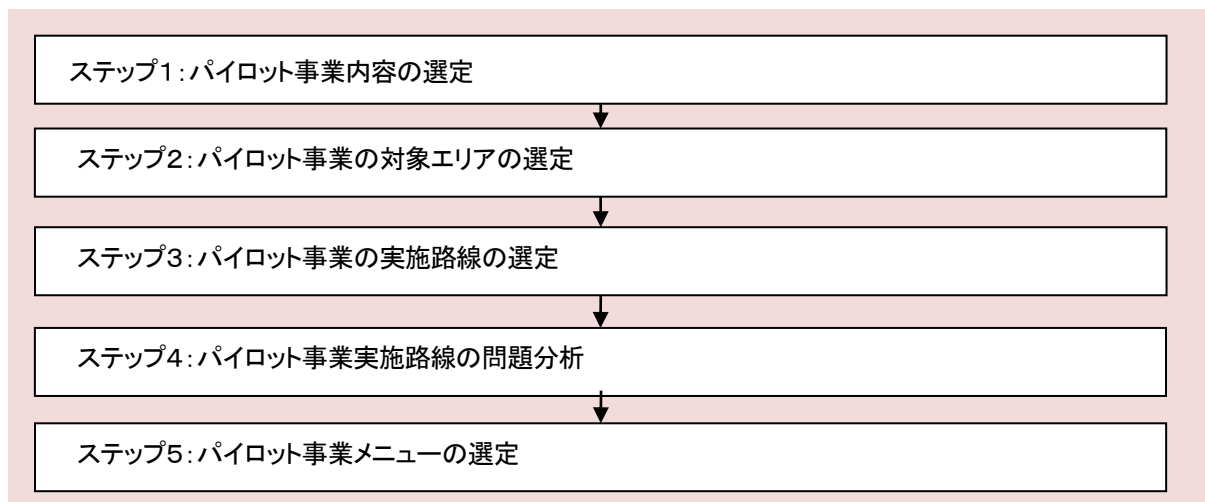 ステップ1：パイロット事業内容の選定
ステップ2：パイロット事業の対象エリアの選定
ステップ3：パイロット事業の実施路線の選定
ステップ4：パイロット事業実施路線の問題分析
ステップ5：パイロット事業メニューの選定